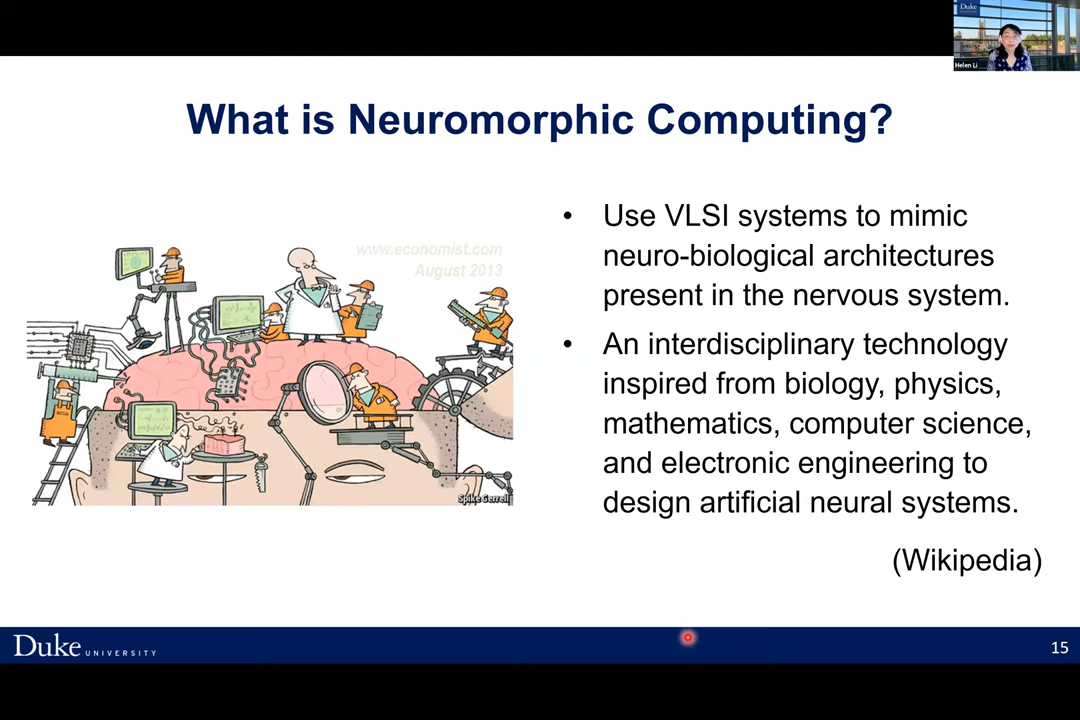 Duke
Helen Li
What is Neuromorphic Computing?
www.economist.com
August 2013
Spike Gerrell
• Use VLSI systems to mimic
neuro-biological architectures
present in the nervous system.
• An interdisciplinary technology
inspired from biology, physics,
mathematics, computer science,
and electronic engineering to
design artificial neural systems.
(Wikipedia)
Duke UNIVERSITY
15